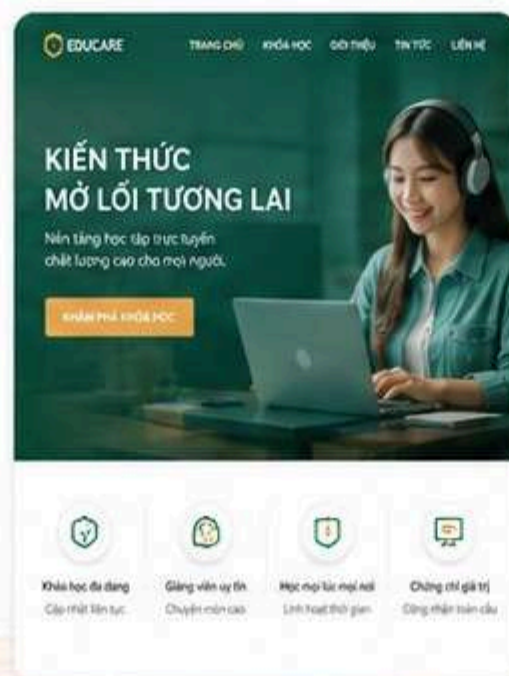 EDUCARE
TRANG CHỦ KHÓA HỌC GIỚI THIỆU TIN TỨC LIÊN HỆ
KIẾN THỨC
MỞ LỐI TƯƠNG LAI
Nền tảng học tập trực tuyến
chất lượng cao cho mọi người.
KHÁM PHÁ KHÓA HỌC
Khóa học đa dạng
Cập nhật liên tục
Giảng viên uy tín
Chuyên môn cao
Học mọi lúc mọi nơi
Linh hoạt thời gian
Chứng chỉ giá trị
Công nhận toàn cầu